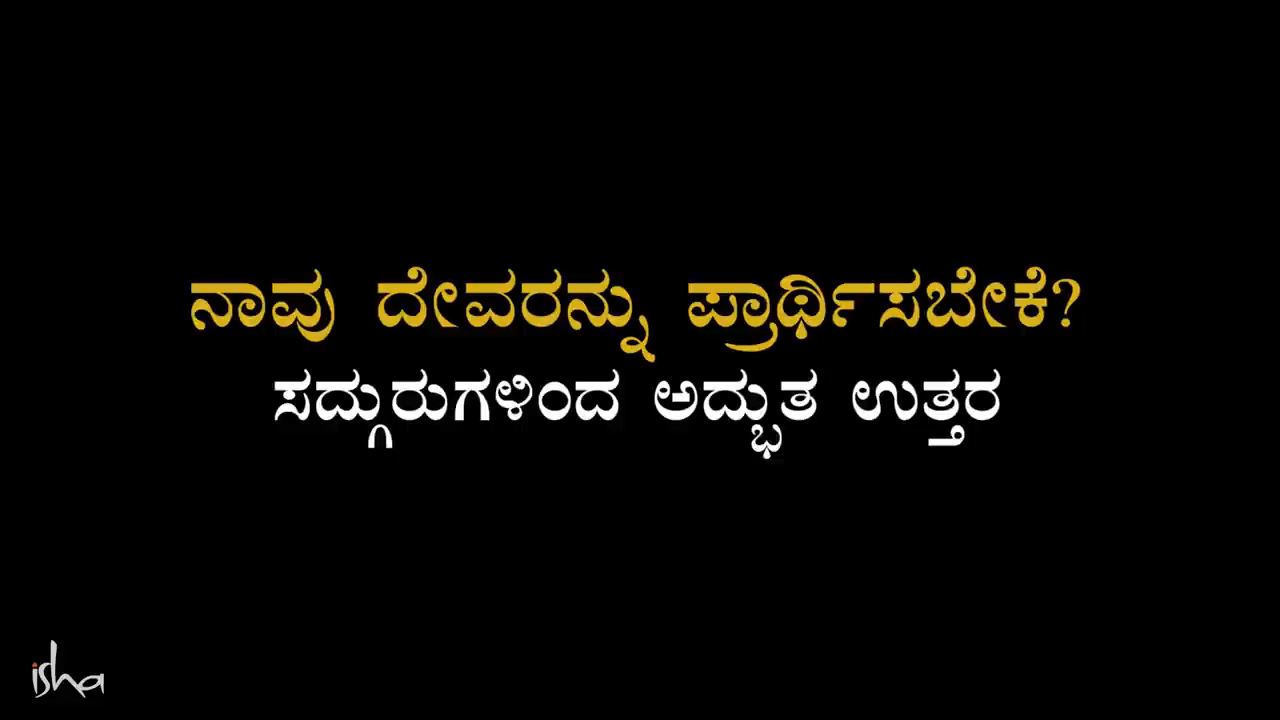 ನಾವು ದೇವರನ್ನು ಪ್ರಾರ್ಥಿಸಬೇಕೆ?
ಸದ್ಗುರುಗಳಿಂದ ಅದ್ಭುತ ಉತ್ತರ
isha